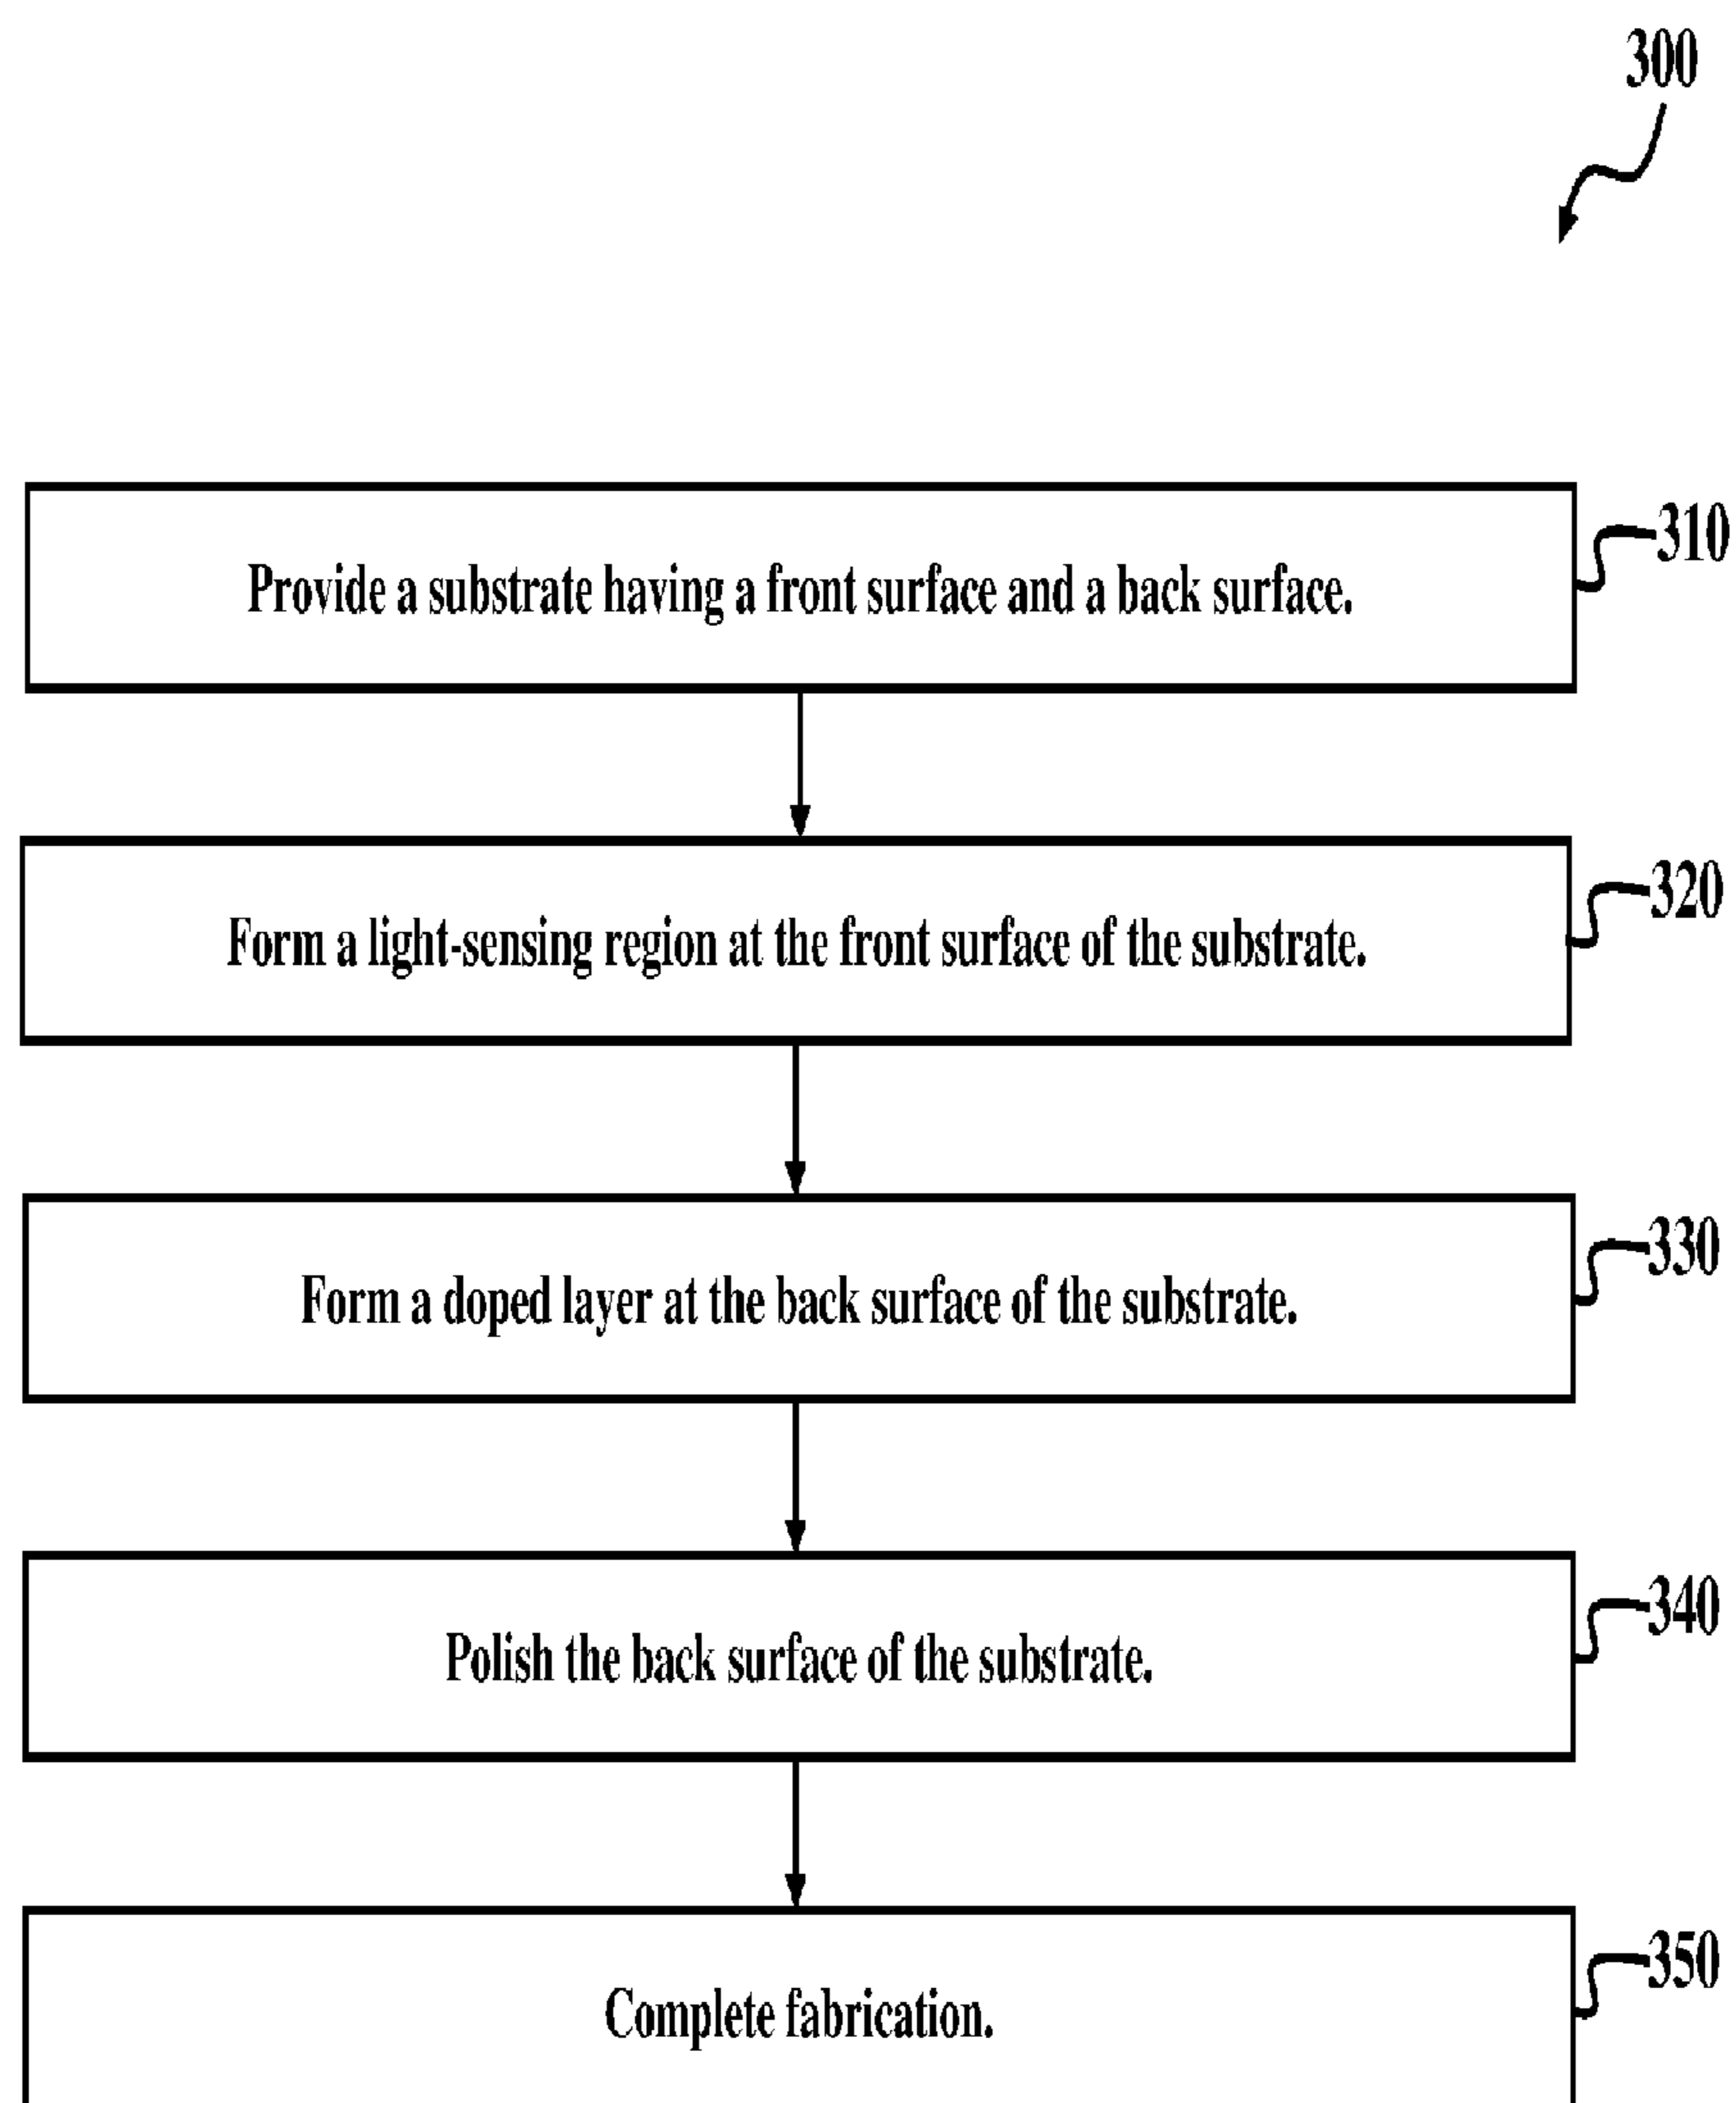 300
Provide a substrate having a front surface and a back surface.
310
Form a light-sensing region at the front surface of the substrate.
320
Form a doped layer at the back surface of the substrate.
330
Polish the back surface of the substrate.
340
Complete fabrication.
350